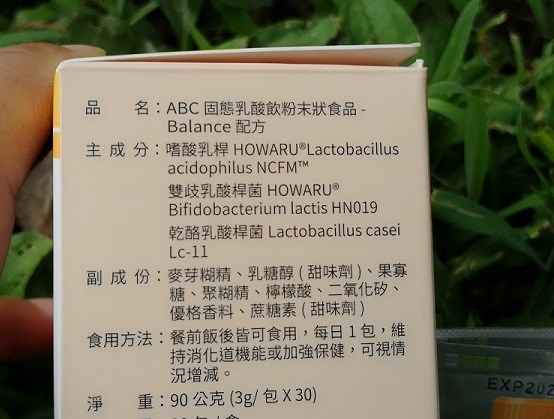 品 名：ABC 固態乳酸飲粉末狀食品 -
Balance 配方
主 成 分：嗜酸乳桿 HOWARU®Lactobacillus
acidophilus NCFM™
雙歧乳酸桿菌 HOWARU®
Bifidobacterium lactis HN019
乾酪乳酸桿菌 Lactobacillus casei
Lc-11
副 成 份：麥芽糊精、乳糖醇 ( 甜味劑 )、果寡
糖、聚糊精、檸檬酸、二氧化矽、
優格香料、蔗糖素 ( 甜味劑 )
食用方法：餐前飯後皆可食用，每日 1 包，維
持消化道機能或加強保健，可視情
況增減。
淨 重：90 公克 (3g/ 包 X 30)
EXP202